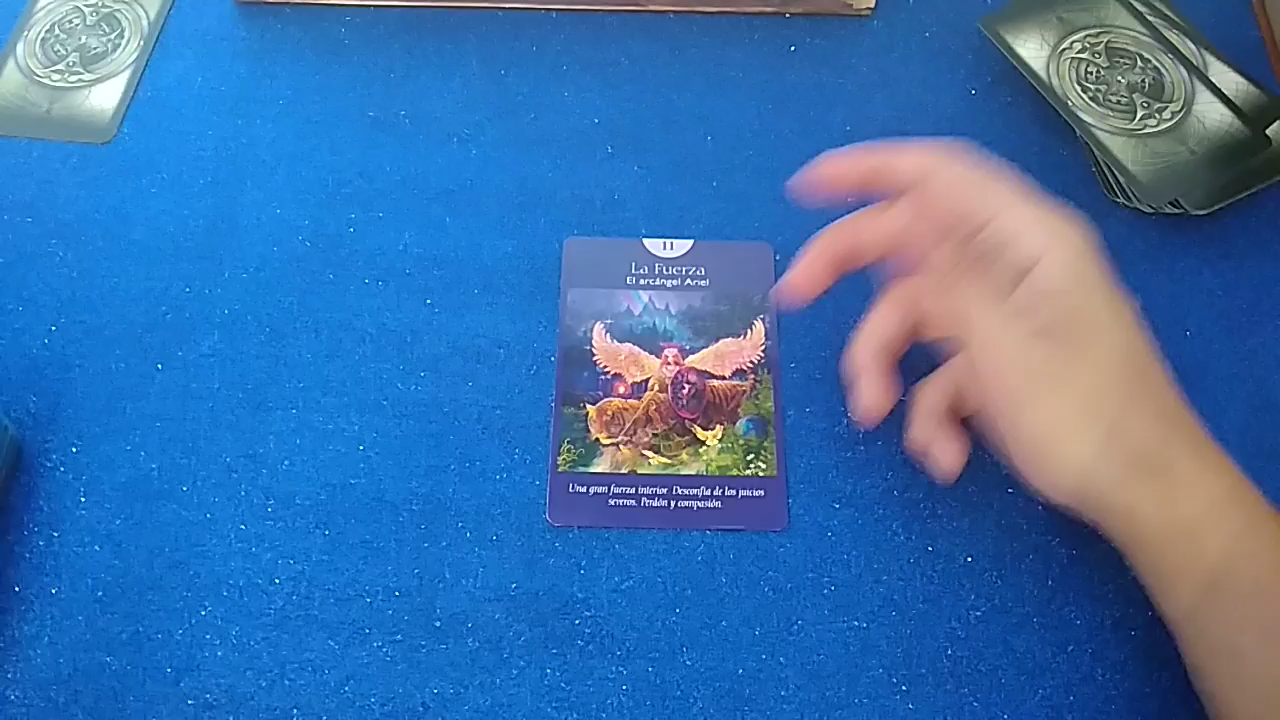 11
La Fuerza
El arcángel Ariel
Una gran fuerza interior. Desconfía de los juicios
severos. Perdón y compasión.